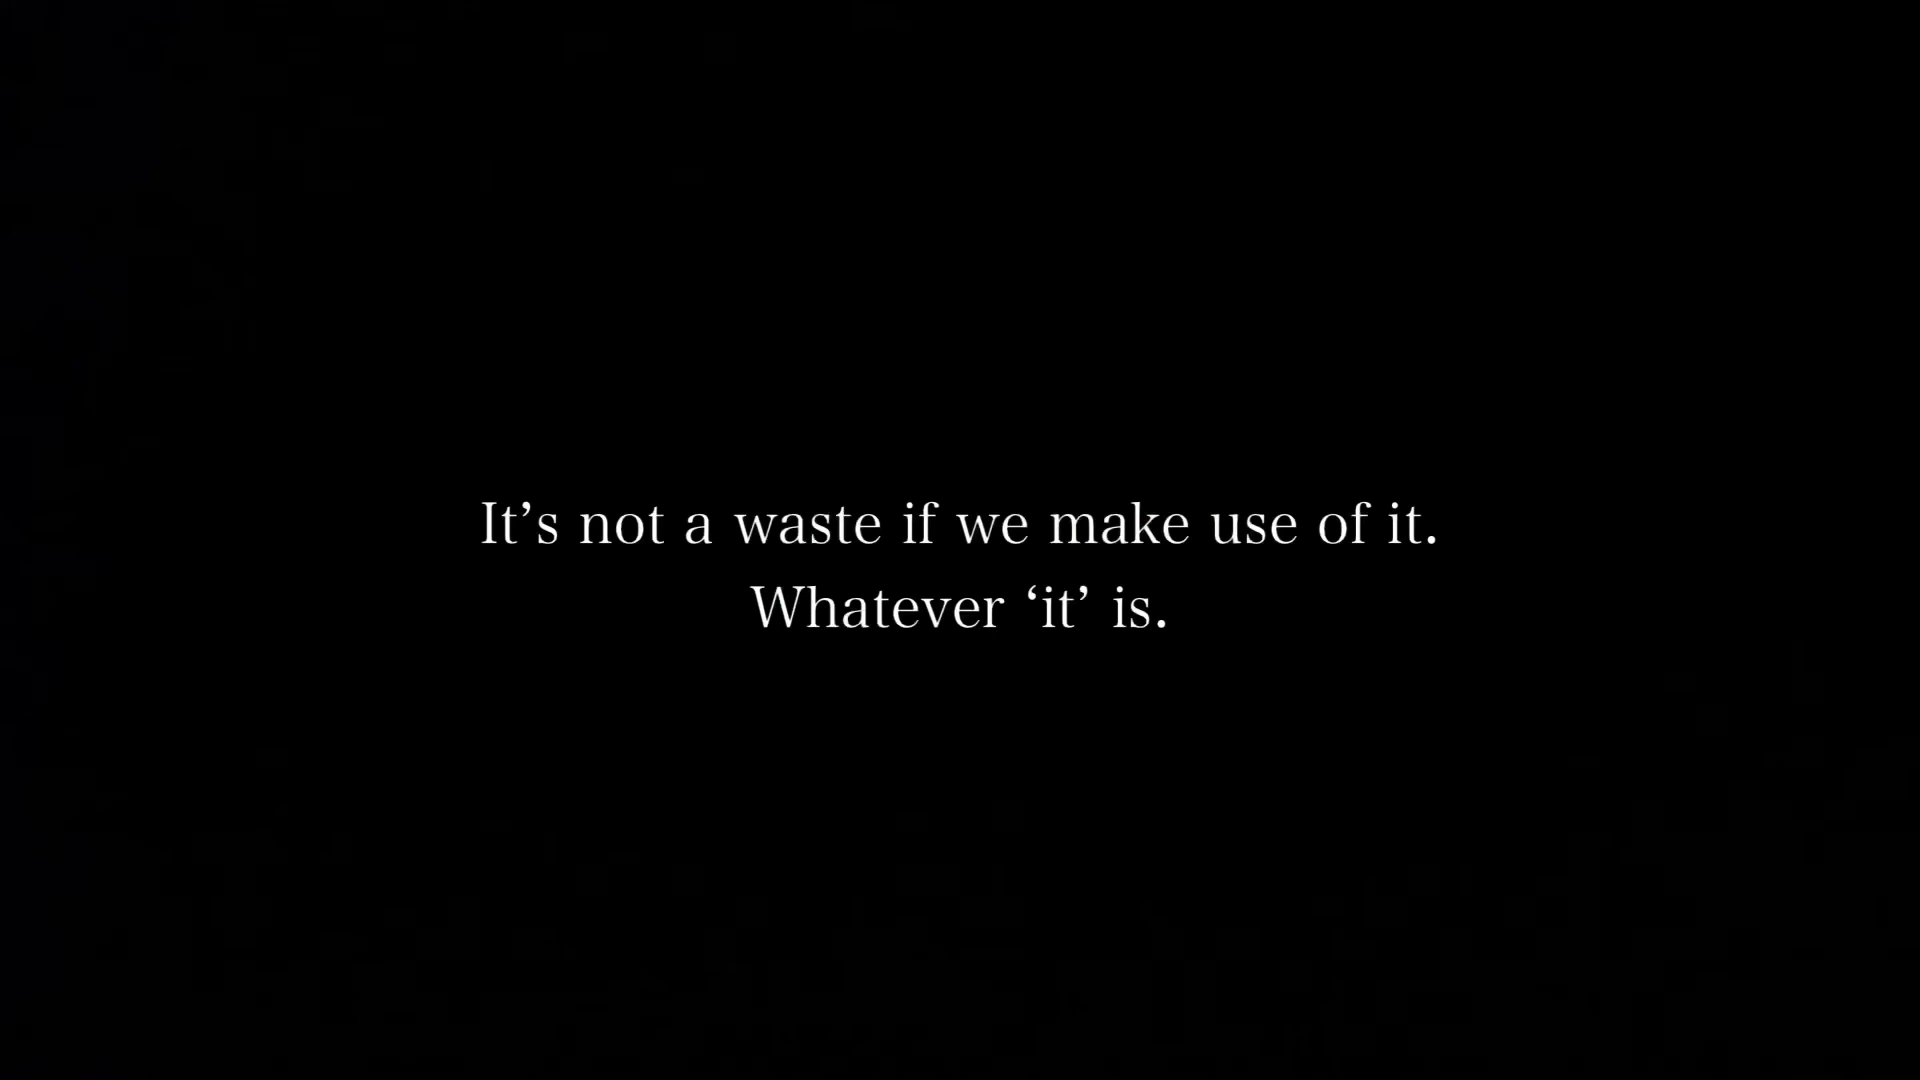 It’s not a waste if we make use of it.
Whatever ‘it’ is.